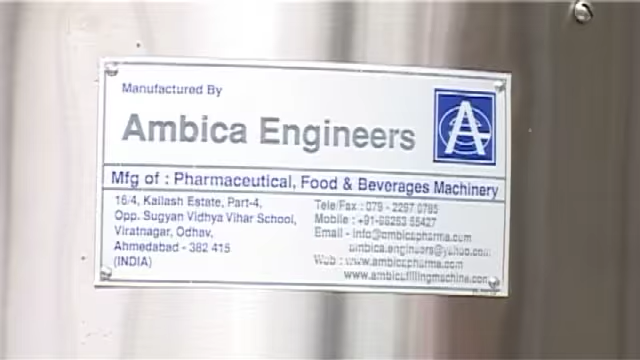 Manufactured By
Ambica Engineers
Mfg of : Pharmaceutical, Food & Beverages Machinery
16/4, Kailash Estate, Part-4,
Opp. Sugyan Vidhya Vihar School,
Viratnagar, Odhav,
Ahmedabad - 382 415
(INDIA)
Tele/Fax : 079 - 2297 0795
Mobile : +91-98253 55427
Email - info@ambicapharma.com
ambica.engineers@yahoo.com
Web : www.ambicapharma.com
www.ambicafillingmachine.com